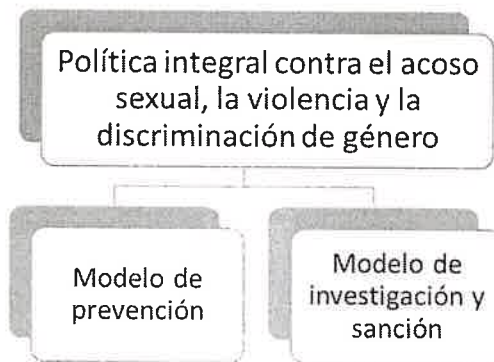 Política integral contra el acoso
sexual, la violencia y la
discriminación de género
Modelo de
prevención
Modelo de
investigación y
sanción